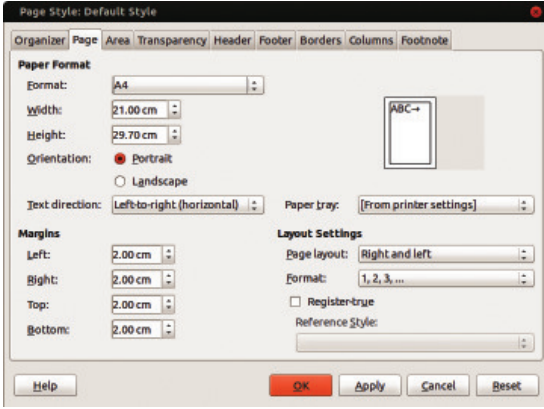 Page Style: Default Style
Organizer Page Area Transparency Header Footer Borders Columns Footnote
Paper Format
Format: A4
Width: 21.00 cm
Height: 29.70 cm
ABC→
Orientation: Portrait
Landscape
Text direction: Left-to-right (horizontal) Paper tray: [From printer settings]
Margins Layout Settings
Left: 2.00 cm Page layout: Right and left
Right: 2.00 cm Format: 1, 2, 3, ...
Top: 2.00 cm Register-true
Reference Style:
Bottom: 2.00 cm
Help OK Apply Cancel Reset